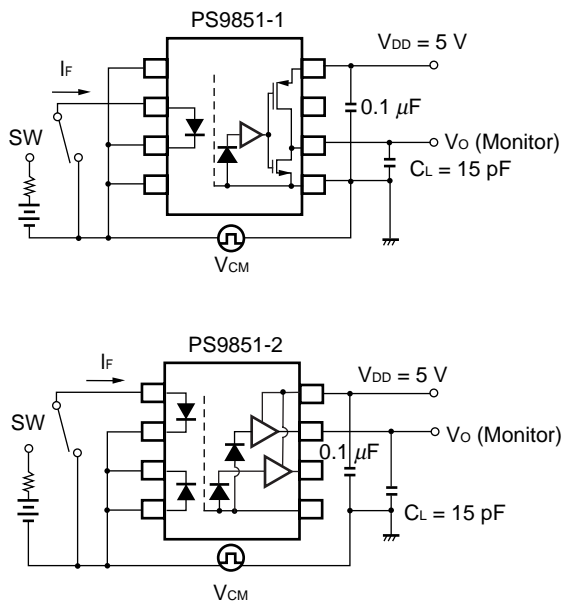 PS9851-1
VDD = 5 V
IF
0.1 μF
SW
VO (Monitor)
CL = 15 pF
VCM
PS9851-2
IF
VDD = 5 V
SW
VO (Monitor)
0.1 μF
CL = 15 pF
VCM